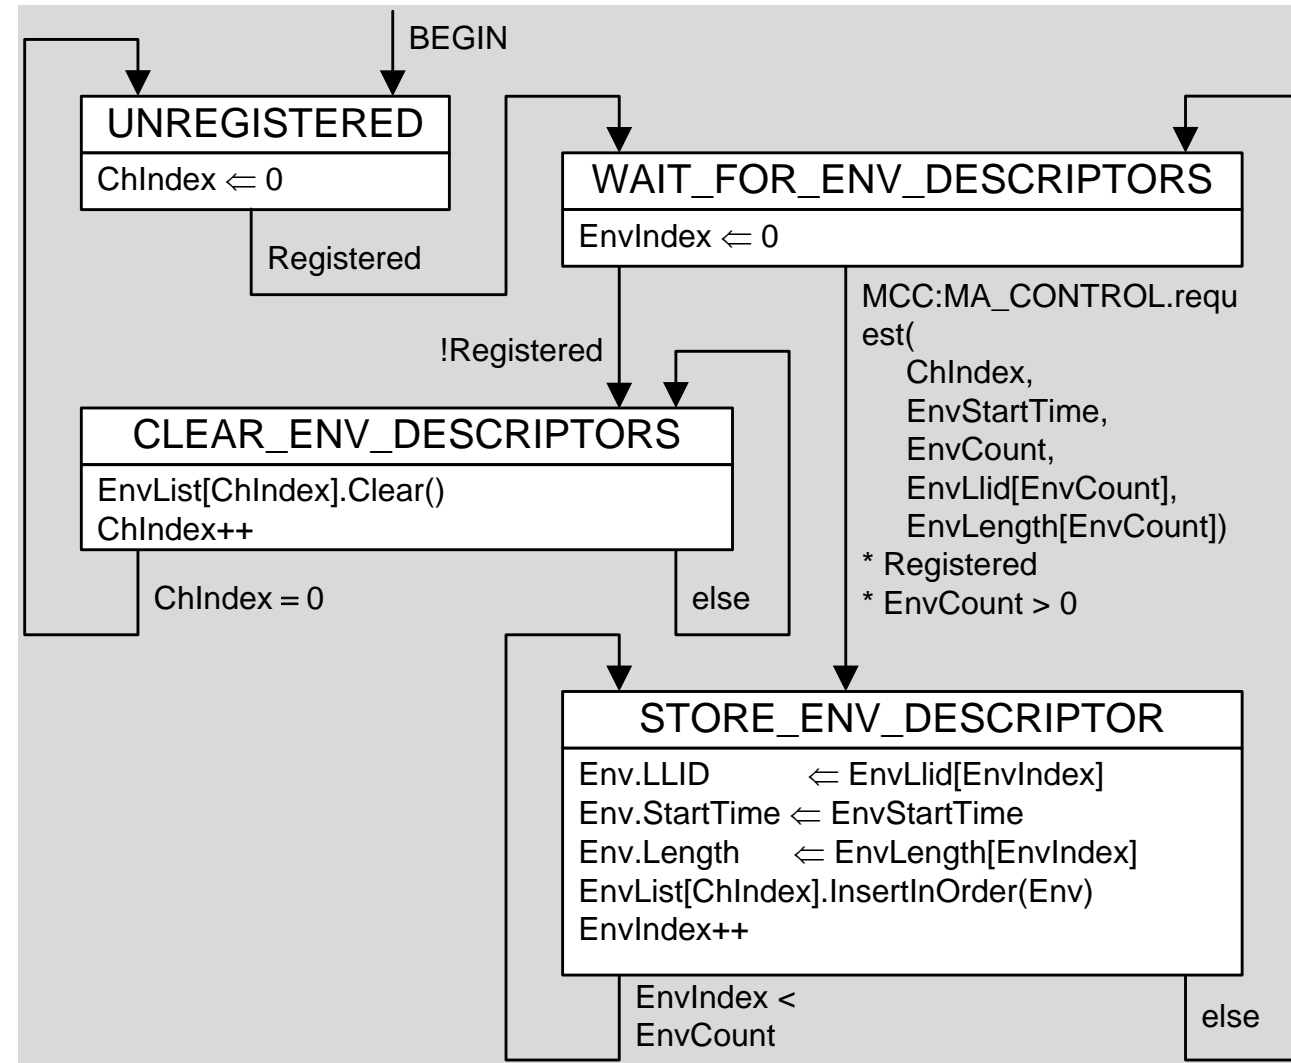 BEGIN
UNREGISTERED
ChIndex ⇐ 0
Registered
WAIT_FOR_ENV_DESCRIPTORS
EnvIndex ⇐ 0
!Registered
MCC:MA_CONTROL.requ
est(
ChIndex,
EnvStartTime,
EnvCount,
EnvLlid[EnvCount],
EnvLength[EnvCount])
* Registered
* EnvCount > 0
CLEAR_ENV_DESCRIPTORS
EnvList[ChIndex].Clear()
ChIndex++
ChIndex = 0
else
STORE_ENV_DESCRIPTOR
Env.LLID ⇐ EnvLlid[EnvIndex]
Env.StartTime ⇐ EnvStartTime
Env.Length ⇐ EnvLength[EnvIndex]
EnvList[ChIndex].InsertInOrder(Env)
EnvIndex++
EnvIndex <
EnvCount
else